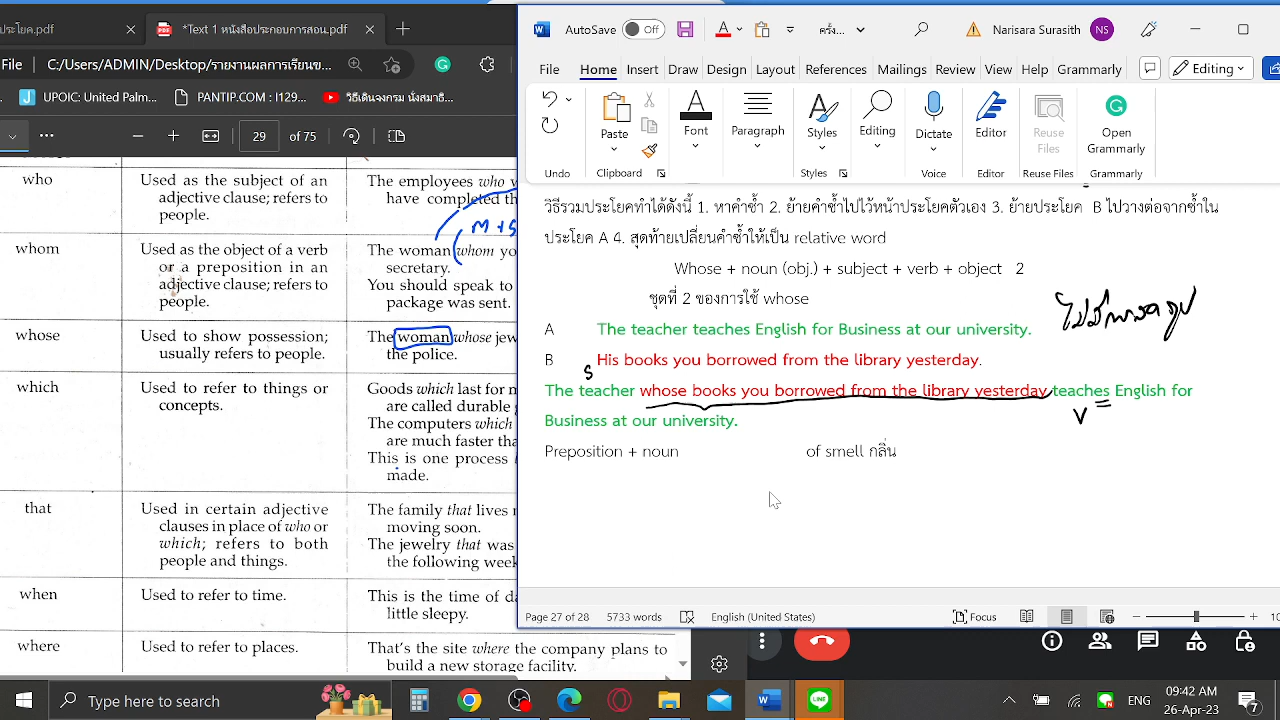 ประโยค.pdf
*Text 1 หนังสือประกอบการสอน.pdf
File
C:/Users/ADMIN/Desktop/รายงานผลการเรียนข...
UPOIC: United Palm...
PANTIP.COM : I129...
29
of 75
who
Used as the subject of an
adjective clause; refers to
people.
The employees who
have completed th
whom
Used as the object of a verb
or a preposition in an
adjective clause; refers to
people.
The woman whom yo
secretary.
You should speak to
package was sent.
whose
Used to show possession;
usually refers to people.
The woman whose jew
the police.
which
Used to refer to things or
concepts.
Goods which last for
are called durable
The computers which
are much faster tha
This is one process
made.
that
Used in certain adjective
clauses in place of who or
which; refers to both
people and things.
The family that lives
moving soon.
The jewelry that was
the following week
when
Used to refer to time.
This is the time of da
little sleepy.
where
Used to refer to places.
That's the site where the company plans to
build a new storage facility.
M + S
AutoSave Off
ครั้ง...
Narisara Surasith NS
File Home Insert Draw Design Layout References Mailings Review View Help Grammarly
Editing
Paste
Font
Paragraph
Styles
Editing
Dictate
Editor
Reuse Files
Open Grammarly
Undo Clipboard Styles Voice Editor Reuse Files Grammarly
วิธีรวมประโยคทำได้ดังนี้ 1. หาคำซ้ำ 2. ย้ายคำซ้ำไปไว้หน้าประโยคตัวเอง 3. ย้ายประโยค B ไปวางต่อจากซ้ำใน
ประโยค A 4. สุดท้ายเปลี่ยนคำซ้ำให้เป็น relative word
Whose + noun (obj.) + subject + verb + object 2
ชุดที่ 2 ของการใช้ whose
A The teacher teaches English for Business at our university.
B His books you borrowed from the library yesterday.
S
The teacher whose books you borrowed from the library yesterday teaches English for
V
Business at our university.
Preposition + noun of smell กลิ่น
Page 27 of 28 5733 words English (United States) Focus
Type here to search
ENG
09:42 AM
26-Apr-23
7